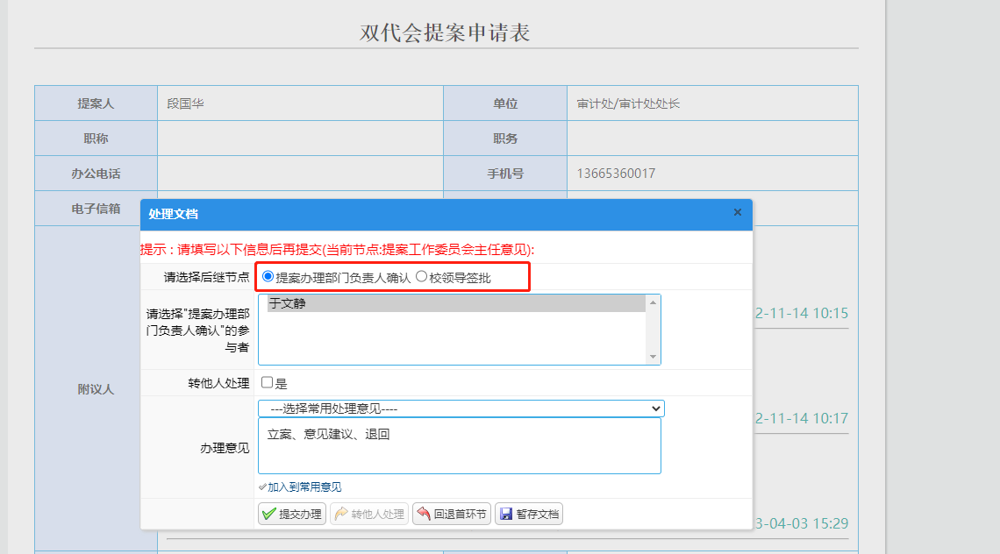 双代会提案申请表
提案人 段国华 单位 审计处/审计处处长
职称 职务
办公电话 手机号 13665360017
电子信箱
处理文档 ×
提示：请填写以下信息后再提交(当前节点:提案工作委员会主任意见):
请选择后继节点 提案办理部门负责人确认 校领导签批
请选择"提案办理部
门负责人确认"的参
与者
于文静
2-11-14 10:15
附议人
转他人处理 是
---选择常用处理意见----
2-11-14 10:17
办理意见
立案、意见建议、退回
加入到常用意见
提交办理 转他人处理 回退首环节 暂存文档
3-04-03 15:29